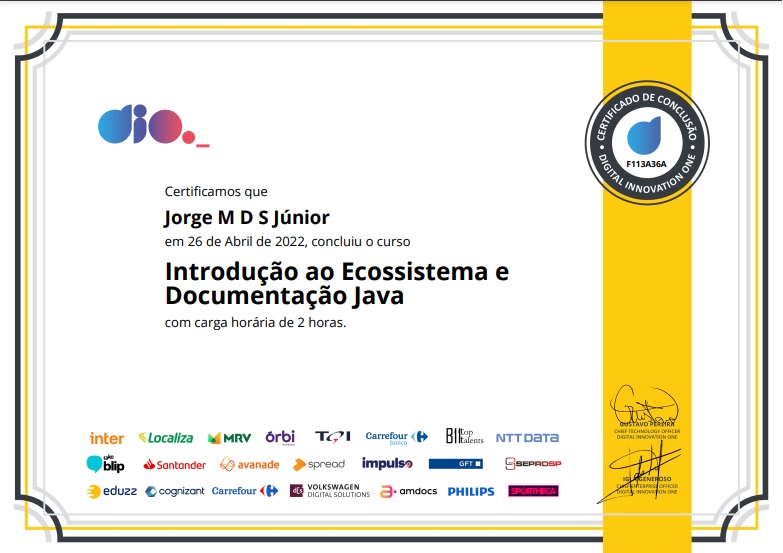 dio._
CERTIFICADO DE CONCLUSÃO
F113A36A
DIGITAL INNOVATION ONE
Certificamos que
Jorge M D S Júnior
em 26 de Abril de 2022, concluiu o curso
Introdução ao Ecossistema e
Documentação Java
com carga horária de 2 horas.
GUSTAVO PEREIRA
CHIEF TECHNOLOGY OFFICER
DIGITAL INNOVATION ONE
inter Localiza MRV órbi TQI Carrefour banco top talents NTT DATA
take blip Santander avanade spread impulso GFT SEPROSP
IGLÁ GENEROSO
CHIEF ENTERPRISE OFFICER
DIGITAL INNOVATION ONE
eduzz cognizant Carrefour VOLKSWAGEN DIGITAL SOLUTIONS amdocs PHILIPS SPORTHECA